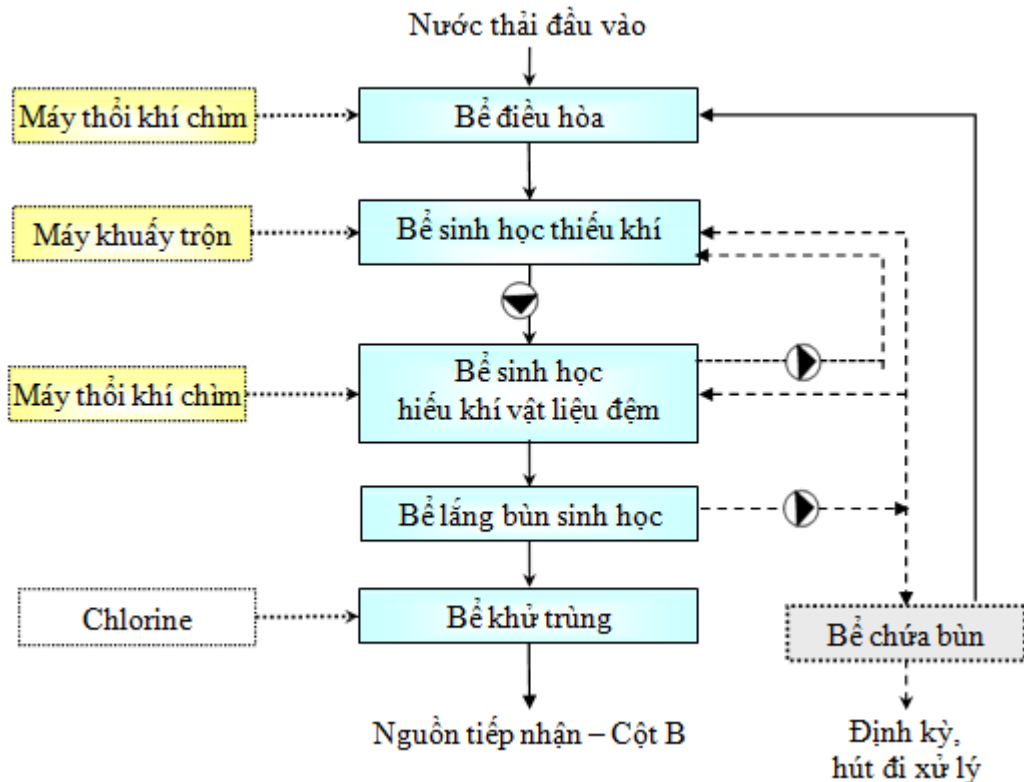 Nước thải đầu vào
Máy thổi khí chìm
Bể điều hòa
Máy khuấy trộn
Bể sinh học thiếu khí
Máy thổi khí chìm
Bể sinh học
hiếu khí vật liệu đệm
Bể lắng bùn sinh học
Chlorine
Bể khử trùng
Bể chứa bùn
Nguồn tiếp nhận – Cột B
Định kỳ,
hút đi xử lý